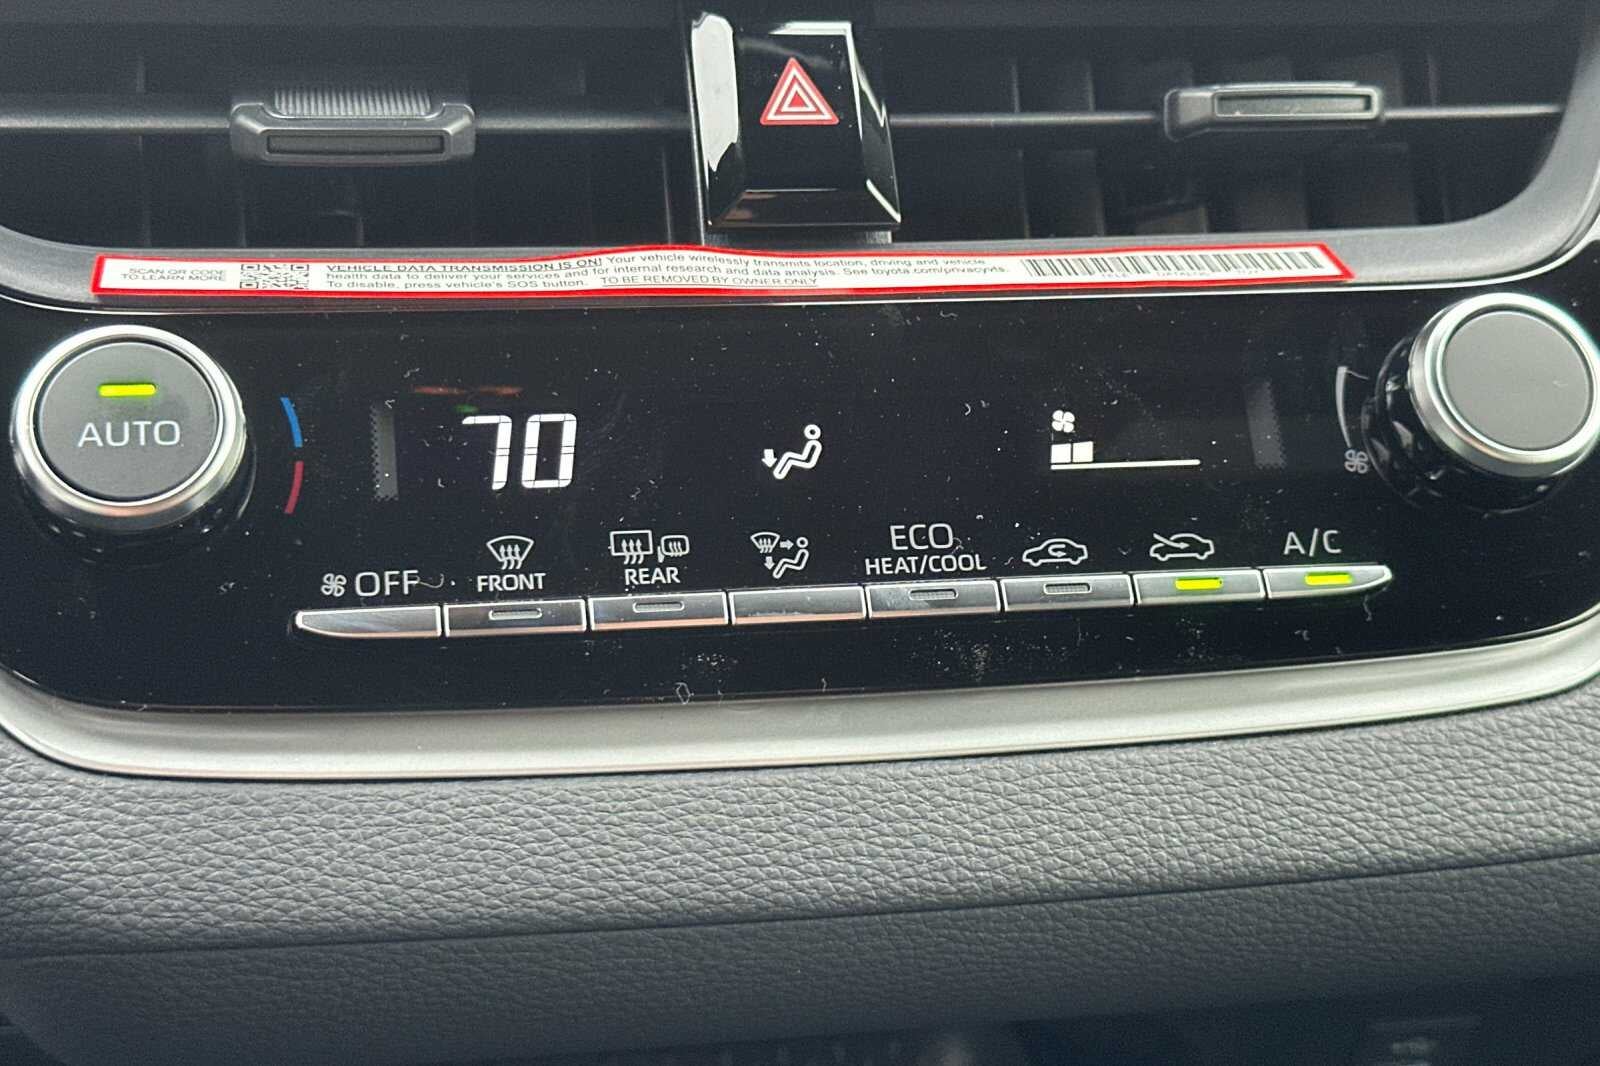 SCAN QR CODE
TO LEARN MORE
VEHICLE DATA TRANSMISSION IS ON! Your vehicle wirelessly transmits location, driving and vehicle
health data to deliver your services and for internal research and data analysis. See toyota.com/privacyvts.
To disable, press vehicle's SOS button. TO BE REMOVED BY OWNER ONLY
AUTO
70
OFF
FRONT
REAR
ECO
HEAT/COOL
A/C